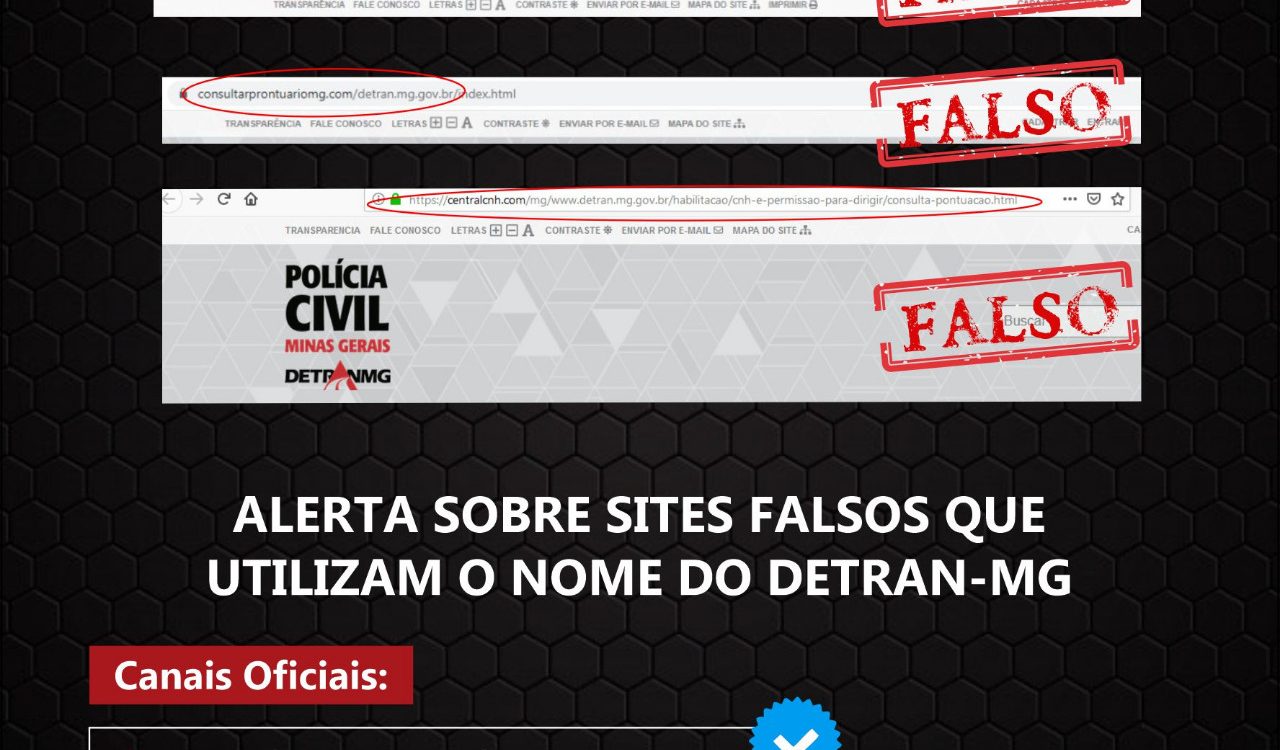 TRANSPARÊNCIA FALE CONOSCO LETRAS A CONTRASTE ENVIAR POR E-MAIL MAPA DO SITE IMPRIMIR
consultarprontuariomg.com/detran.mg.gov.br/index.html
TRANSPARÊNCIA FALE CONOSCO LETRAS A CONTRASTE ENVIAR POR E-MAIL MAPA DO SITE
FALSO
https://centralcnh.com/mg/www.detran.mg.gov.br/habilitacao/cnh-e-permissao-para-dirigir/consulta-pontuacao.html
TRANSPARENCIA FALE CONOSCO LETRAS A CONTRASTE ENVIAR POR E-MAIL MAPA DO SITE CA
POLÍCIA
CIVIL
MINAS GERAIS
DETRANMG
Buscar
FALSO
ALERTA SOBRE SITES FALSOS QUE
UTILIZAM O NOME DO DETRAN-MG
Canais Oficiais: